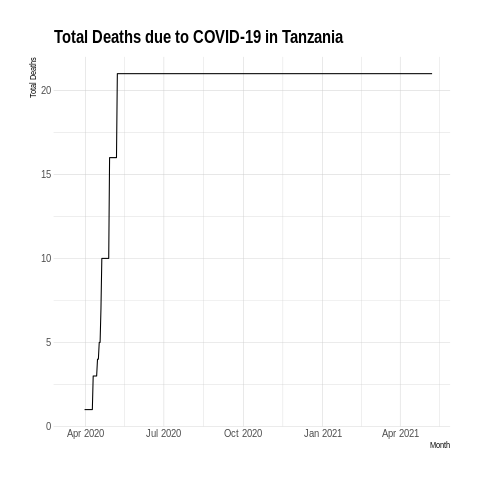 Total Deaths due to COVID-19 in Tanzania
Total Deaths
20
15
10
5
0
Apr 2020 Jul 2020 Oct 2020 Jan 2021 Apr 2021
Month